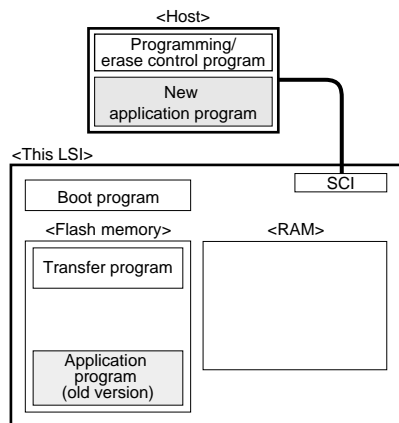 <Host>
Programming/
erase control program
New
application program
<This LSI>
SCI
Boot program
<Flash memory>
<RAM>
Transfer program
Application
program
(old version)